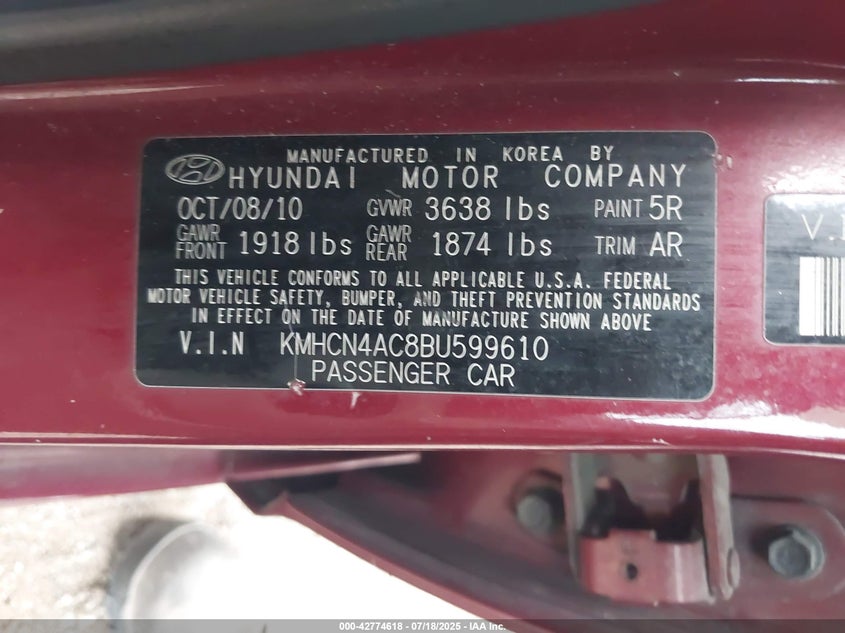 MANUFACTURED IN KOREA BY
HYUNDAI MOTOR COMPANY
OCT/08/10 GVWR 3638 lbs PAINT 5R
GAWR FRONT 1918 lbs GAWR REAR 1874 lbs TRIM AR
THIS VEHICLE CONFORMS TO ALL APPLICABLE U.S.A. FEDERAL
MOTOR VEHICLE SAFETY, BUMPER, AND THEFT PREVENTION STANDARDS
IN EFFECT ON THE DATE OF MANUFACTURE SHOWN ABOVE
V.I.N KMHCN4AC8BU599610
PASSENGER CAR
V.I
000-42774618 - 07/18/2025 - IAA Inc.